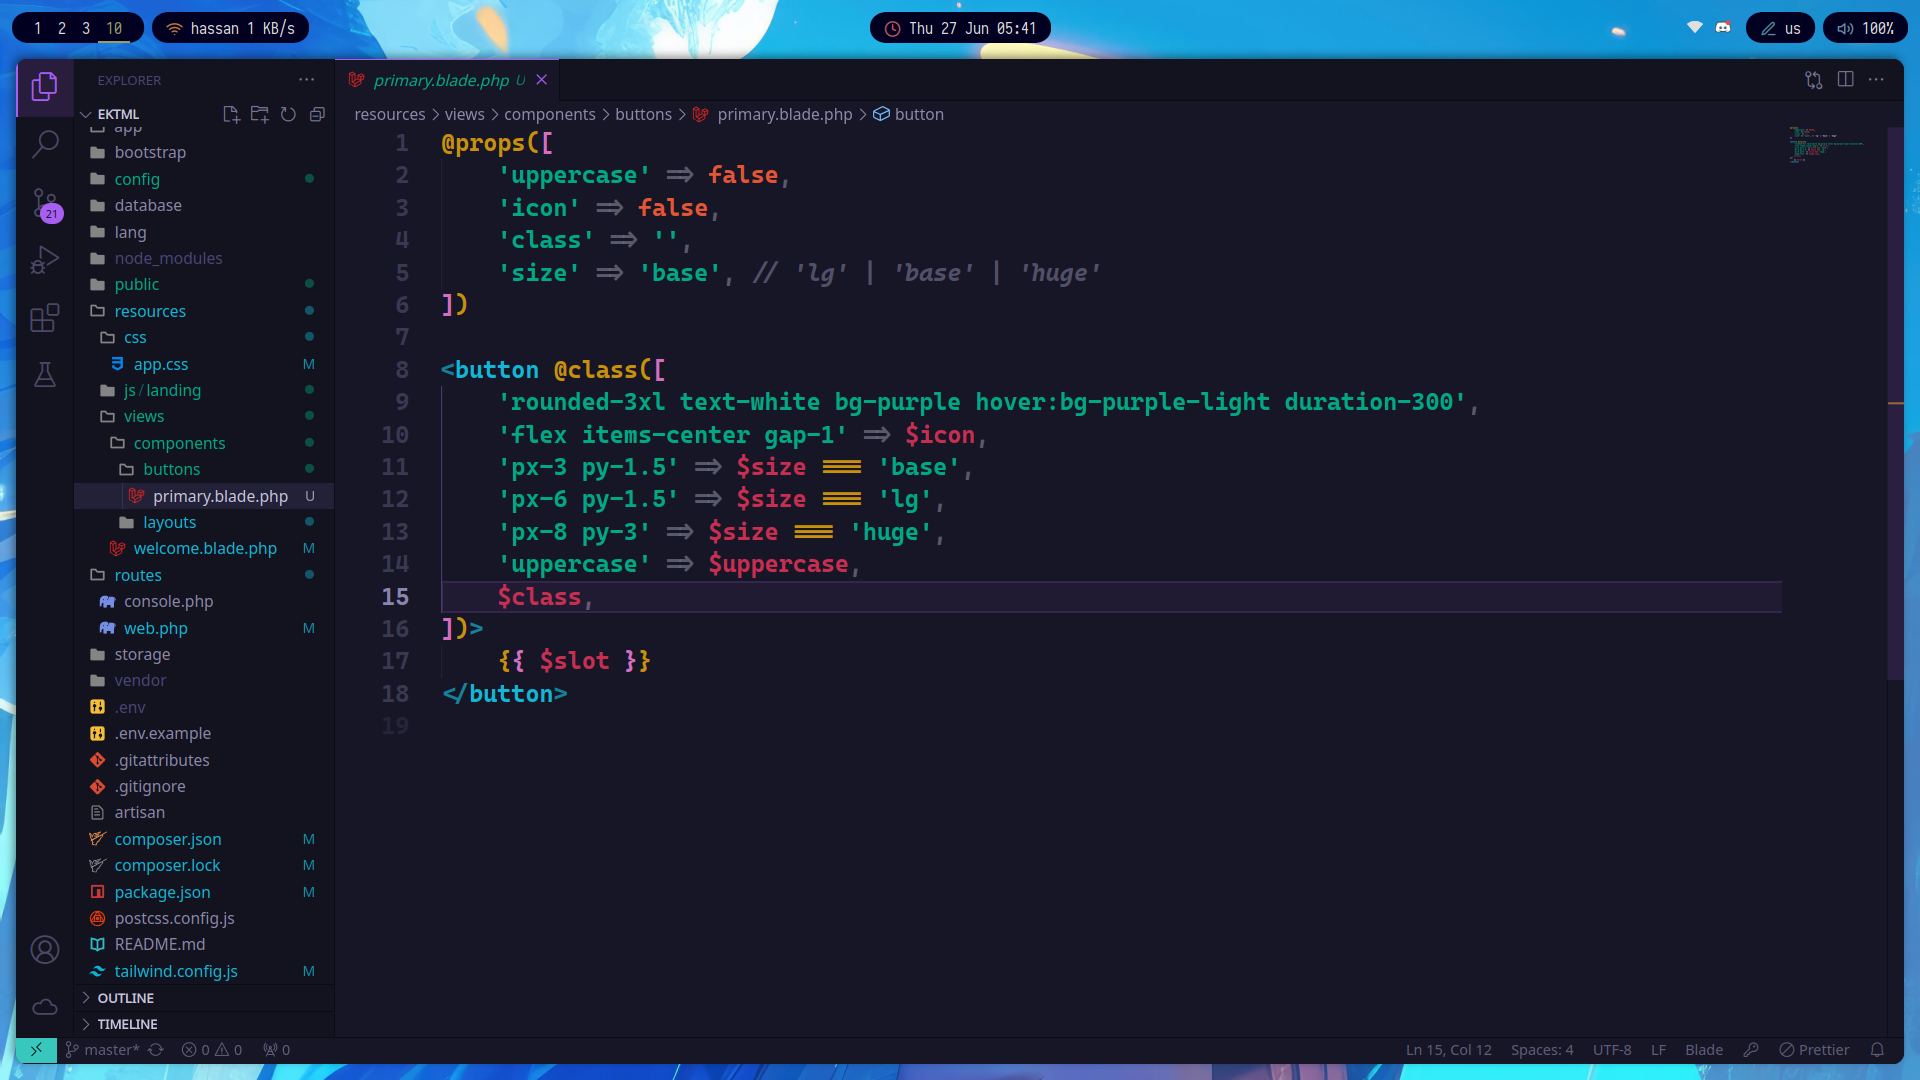 1 2 3 10 hassan 1 KB/s Thu 27 Jun 05:41 us 100%
EXPLORER ···
EKTML
app
bootstrap
config
database
lang
node_modules
public
resources
css
app.css M
js/landing
views
components
buttons
primary.blade.php U
layouts
welcome.blade.php M
routes
console.php
web.php M
storage
vendor
.env
.env.example
.gitattributes
.gitignore
artisan
composer.json M
composer.lock M
package.json M
postcss.config.js
README.md
tailwind.config.js M
OUTLINE
TIMELINE
21
primary.blade.php U
resources > views > components > buttons > primary.blade.php > button
1 @props([
2     'uppercase' => false,
3     'icon' => false,
4     'class' => '',
5     'size' => 'base', // 'lg' | 'base' | 'huge'
6 ])
7
8 <button @class([
9     'rounded-3xl text-white bg-purple hover:bg-purple-light duration-300',
10     'flex items-center gap-1' => $icon,
11     'px-3 py-1.5' => $size === 'base',
12     'px-6 py-1.5' => $size === 'lg',
13     'px-8 py-3' => $size === 'huge',
14     'uppercase' => $uppercase,
15     $class,
16 ])>
17     {{ $slot }}
18 </button>
19
master* 0 0 0 Ln 15, Col 12 Spaces: 4 UTF-8 LF Blade Prettier